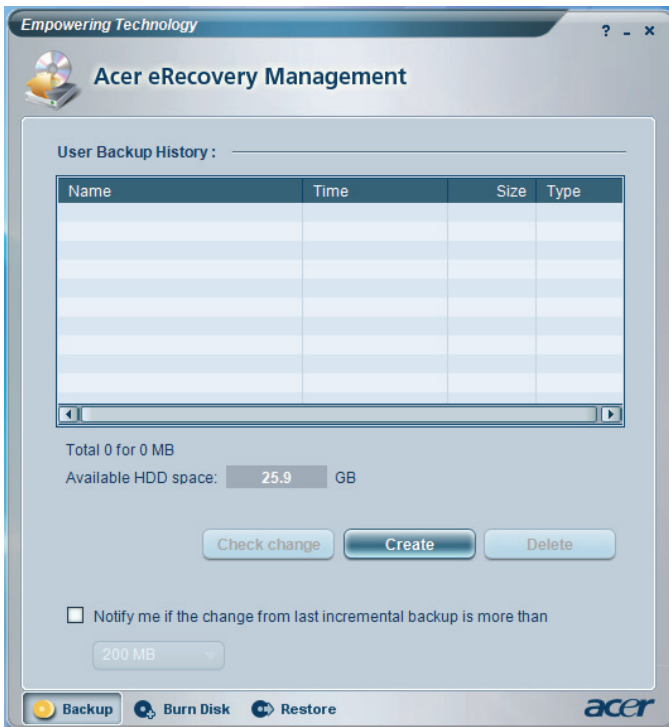 Empowering Technology
? - ×
Acer eRecovery Management
User Backup History :
Name Time Size Type
Total 0 for 0 MB
Available HDD space: 25.9 GB
Check change Create Delete
Notify me if the change from last incremental backup is more than
200 MB
Backup Burn Disk Restore acer